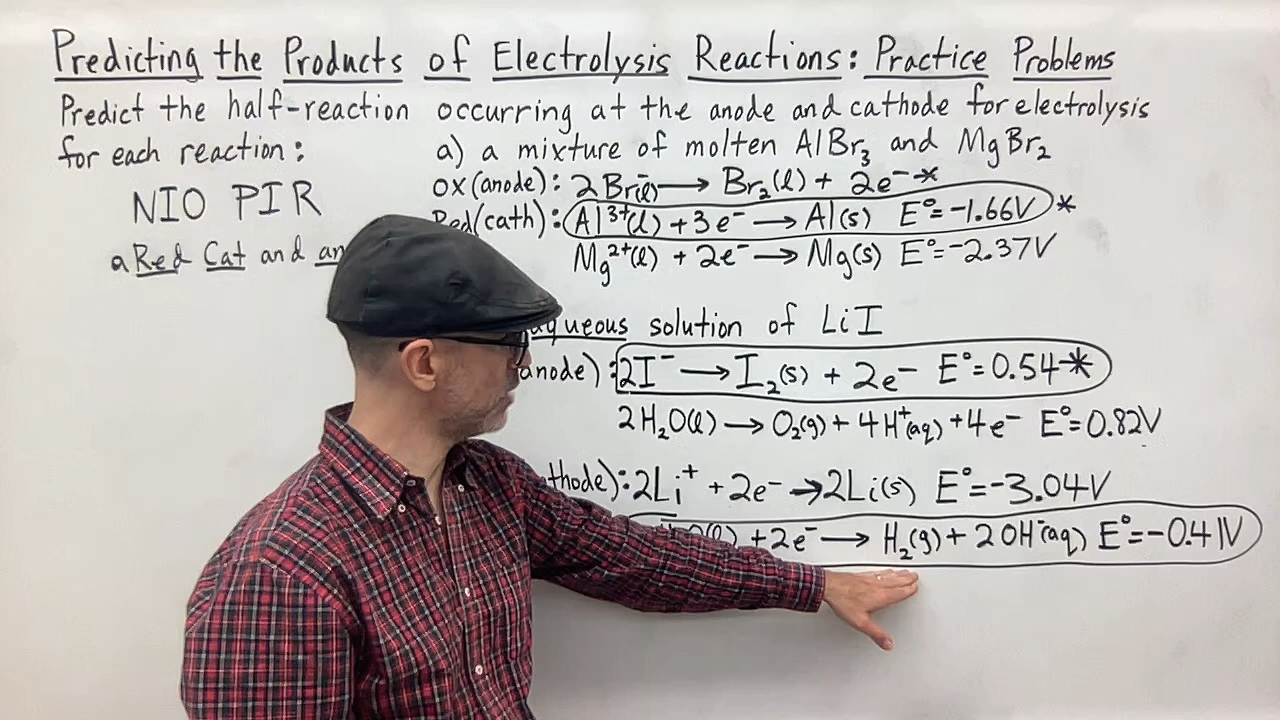 Predicting the Products of Electrolysis Reactions: Practice Problems
Predict the half-reaction occurring at the anode and cathode for electrolysis
for each reaction: a) a mixture of molten AlBr₃ and MgBr₂
NIO PIR
a Red Cat and an
ox (anode): 2Br⁻(l) → Br₂(l) + 2e⁻ *
Red (cath): Al³⁺(l) + 3e⁻ → Al(s) E°=-1.66V *
Mg²⁺(l) + 2e⁻ → Mg(s) E°=-2.37V
aqueous solution of LiI
anode): 2I⁻ → I₂(s) + 2e⁻ E°=0.54 *
2H₂O(l) → O₂(g) + 4H⁺(aq) + 4e⁻ E°=0.82V
thode): 2Li⁺ + 2e⁻ → 2Li(s) E°=-3.04V
O(l) + 2e⁻ → H₂(g) + 2OH⁻(aq) E°=-0.41V